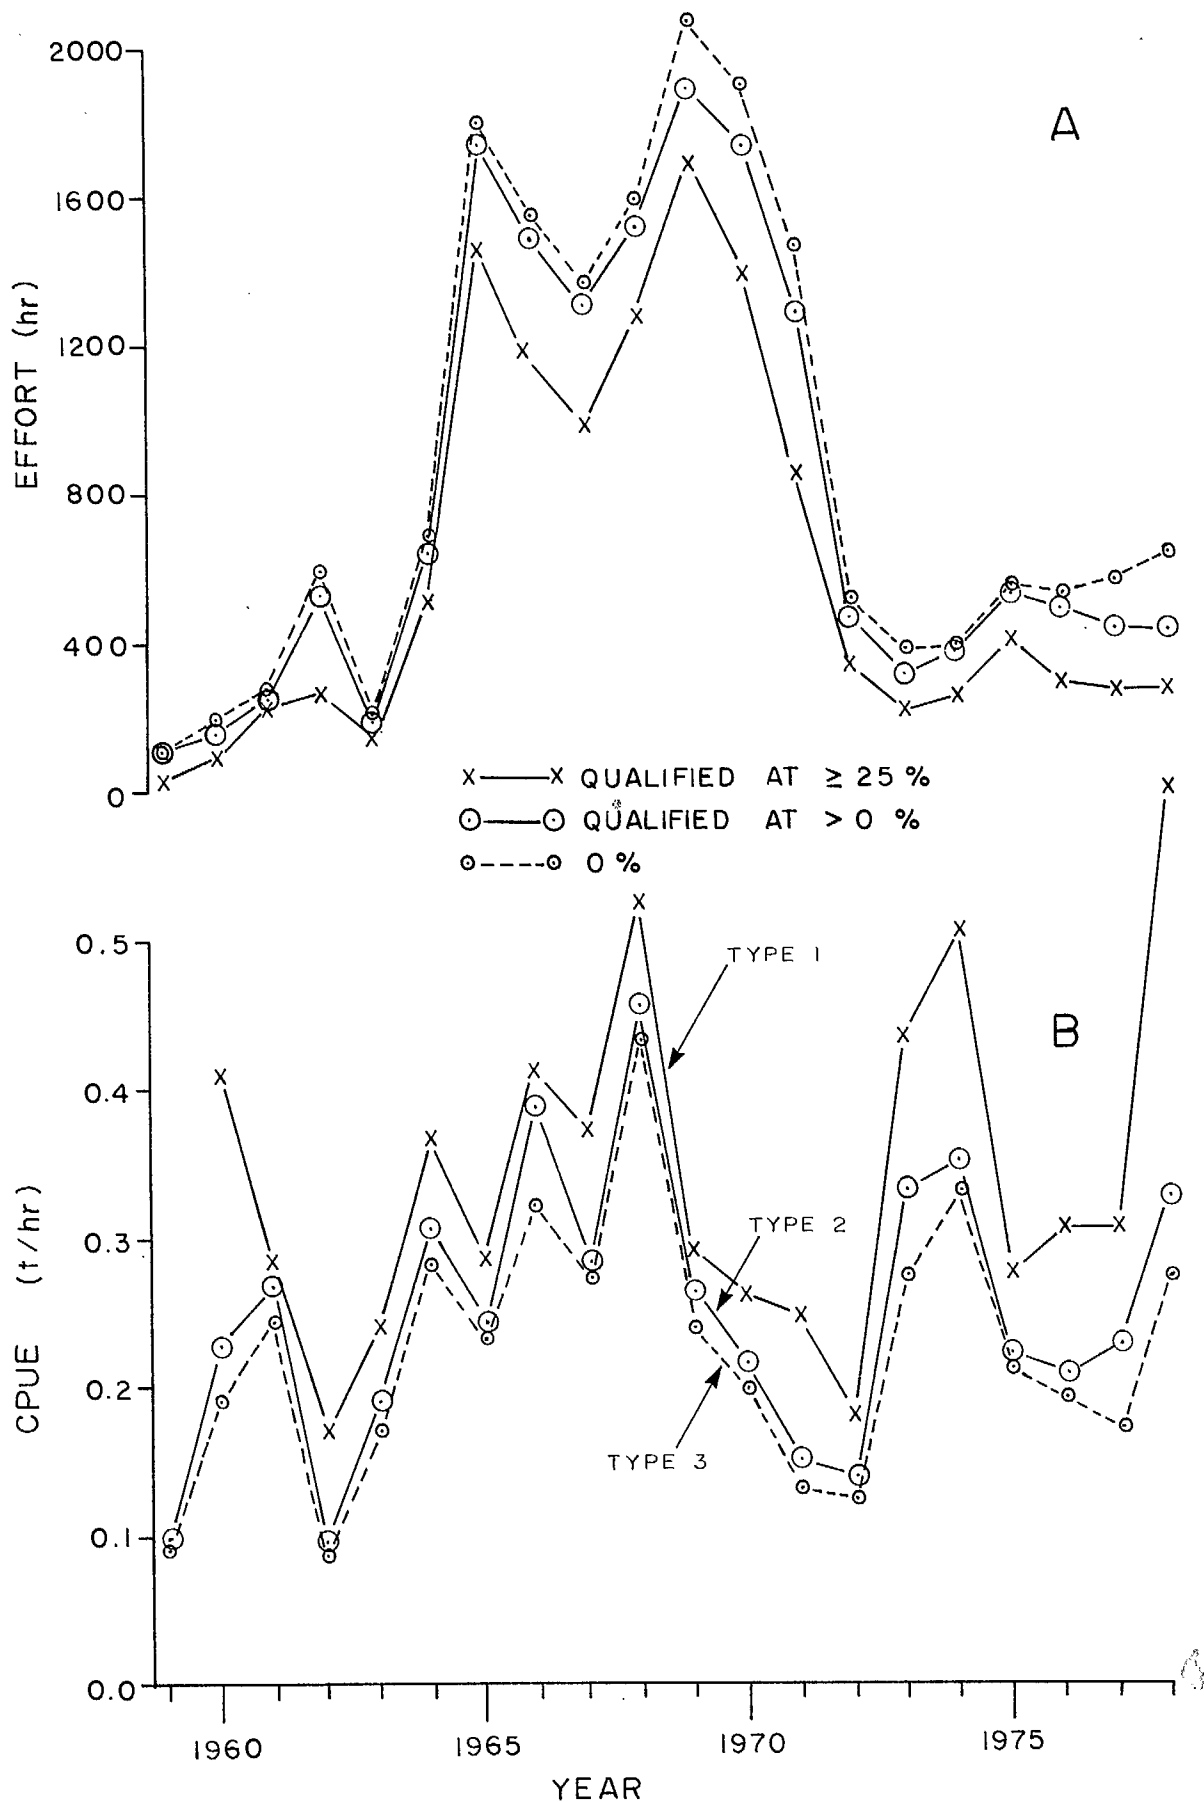 2000
A
1600
EFFORT (hr)
1200
800
400
0
X——X QUALIFIED AT ≥ 25 %
⊙——⊙ QUALIFIED AT > 0 %
⊙----⊙ 0 %
0.5
TYPE 1
B
0.4
CPUE (t/hr)
0.3
TYPE 2
0.2
TYPE 3
0.1
0.0
1960 1965 1970 1975
YEAR